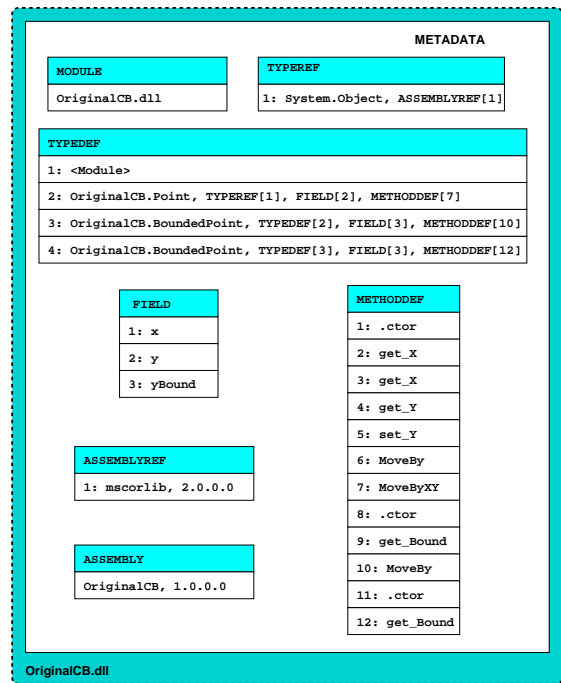 METADATA
MODULE
OriginalCB.dll
TYPEREF
1: System.Object, ASSEMBLYREF[1]
TYPEDEF
1: <Module>
2: OriginalCB.Point, TYPEREF[1], FIELD[2], METHODDEF[7]
3: OriginalCB.BoundedPoint, TYPEDEF[2], FIELD[3], METHODDEF[10]
4: OriginalCB.BoundedPoint, TYPEDEF[3], FIELD[3], METHODDEF[12]
FIELD
1: x
2: y
3: yBound
METHODDEF
1: .ctor
2: get_X
3: get_X
4: get_Y
5: set_Y
6: MoveBy
7: MoveByXY
8: .ctor
9: get_Bound
10: MoveBy
11: .ctor
12: get_Bound
ASSEMBLYREF
1: mscorlib, 2.0.0.0
ASSEMBLY
OriginalCB, 1.0.0.0
OriginalCB.dll